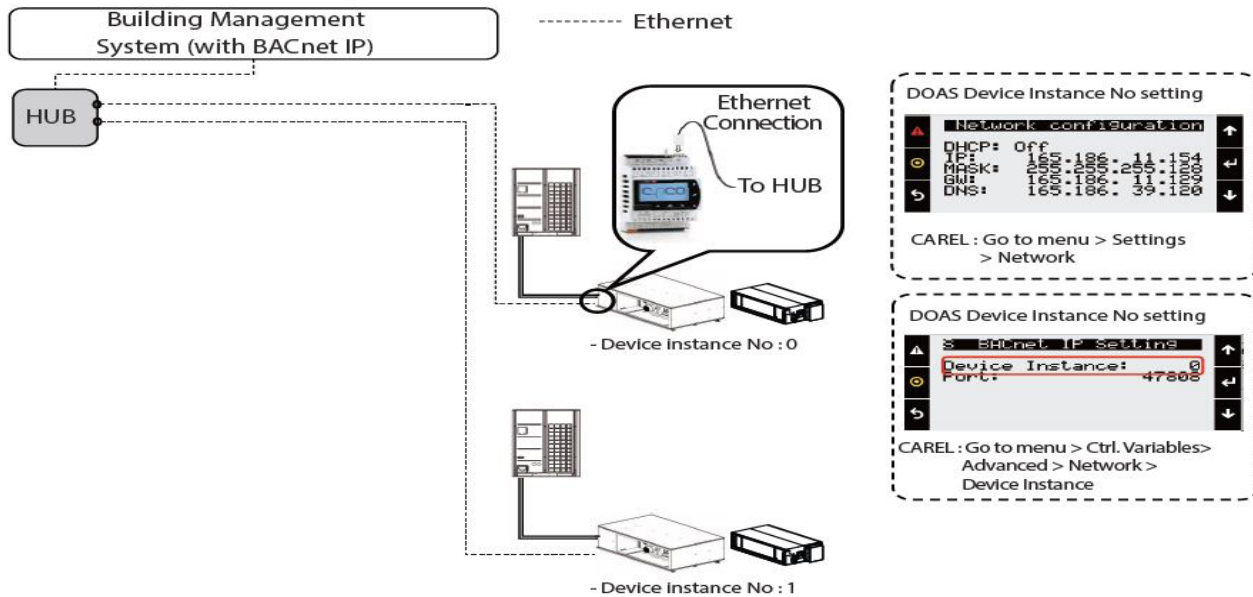 Building Management
System (with BACnet IP)
Ethernet
HUB
Ethernet
Connection
To HUB
- Device instance No : 0
- Device instance No : 1
DOAS Device Instance No setting
Network configuration
DHCP: Off
IP: 165.186. 11.154
MASK: 255.255.255.128
GW: 165.186. 11.129
DNS: 165.186. 39.120
CAREL : Go to menu > Settings
> Network
DOAS Device Instance No setting
S BACnet IP Setting
Device Instance: 0
Port: 47808
CAREL : Go to menu > Ctrl. Variables>
Advanced > Network >
Device Instance